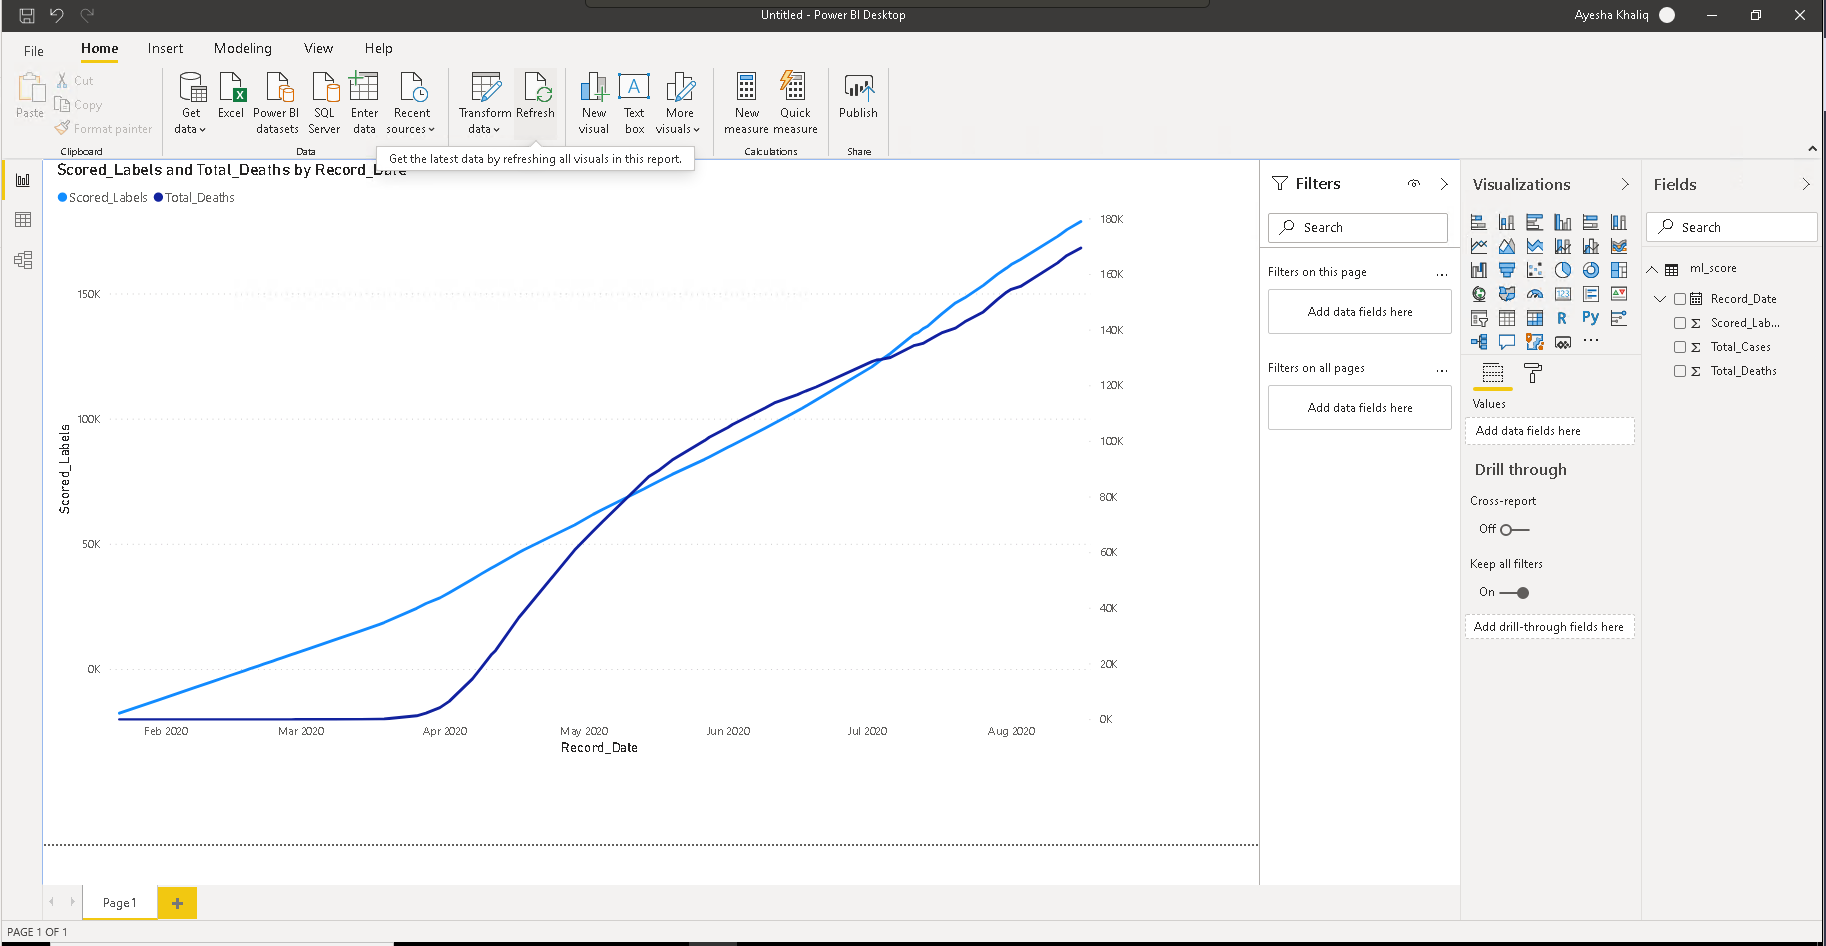 Untitled - Power BI Desktop
Ayesha Khaliq
File Home Insert Modeling View Help
Paste
Cut
Copy
Format painter
Clipboard
Get data
Excel
Power BI datasets
SQL Server
Enter data
Recent sources
Data
Transform data
Refresh
New visual
Text box
More visuals
New measure
Quick measure
Calculations
Publish
Share
Get the latest data by refreshing all visuals in this report.
Scored_Labels and Total_Deaths by Record_Date
Scored_Labels Total_Deaths
150K
100K
50K
0K
Scored_Labels
180K
160K
140K
120K
100K
80K
60K
40K
20K
0K
Feb 2020 Mar 2020 Apr 2020 May 2020 Jun 2020 Jul 2020 Aug 2020
Record_Date
Filters
Search
Filters on this page ...
Add data fields here
Filters on all pages ...
Add data fields here
Visualizations
123
R Py
...
Values
Add data fields here
Drill through
Cross-report
Off
Keep all filters
On
Add drill-through fields here
Fields
Search
ml_score
Record_Date
Scored_Lab...
Total_Cases
Total_Deaths
Page 1
+
PAGE 1 OF 1